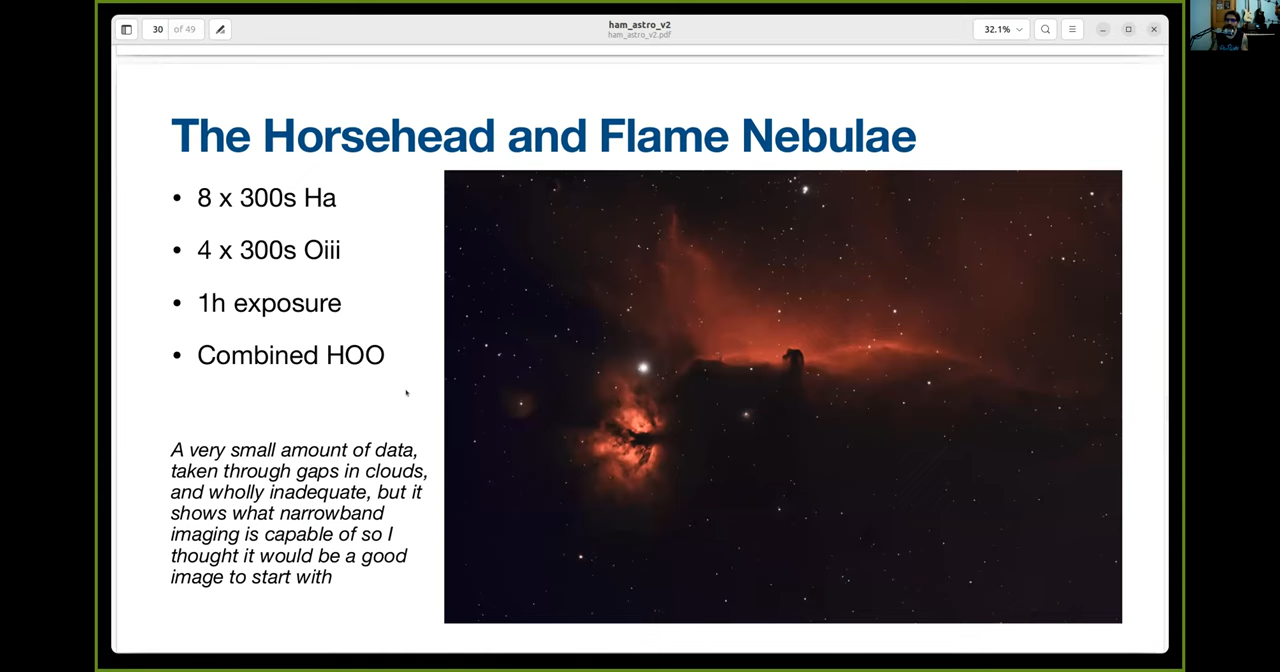 30 of 49
ham_astro_v2
ham_astro_v2.pdf
32.1%
The Horsehead and Flame Nebulae
• 8 x 300s Ha
• 4 x 300s Oiii
• 1h exposure
• Combined HOO
A very small amount of data,
taken through gaps in clouds,
and wholly inadequate, but it
shows what narrowband
imaging is capable of so I
thought it would be a good
image to start with